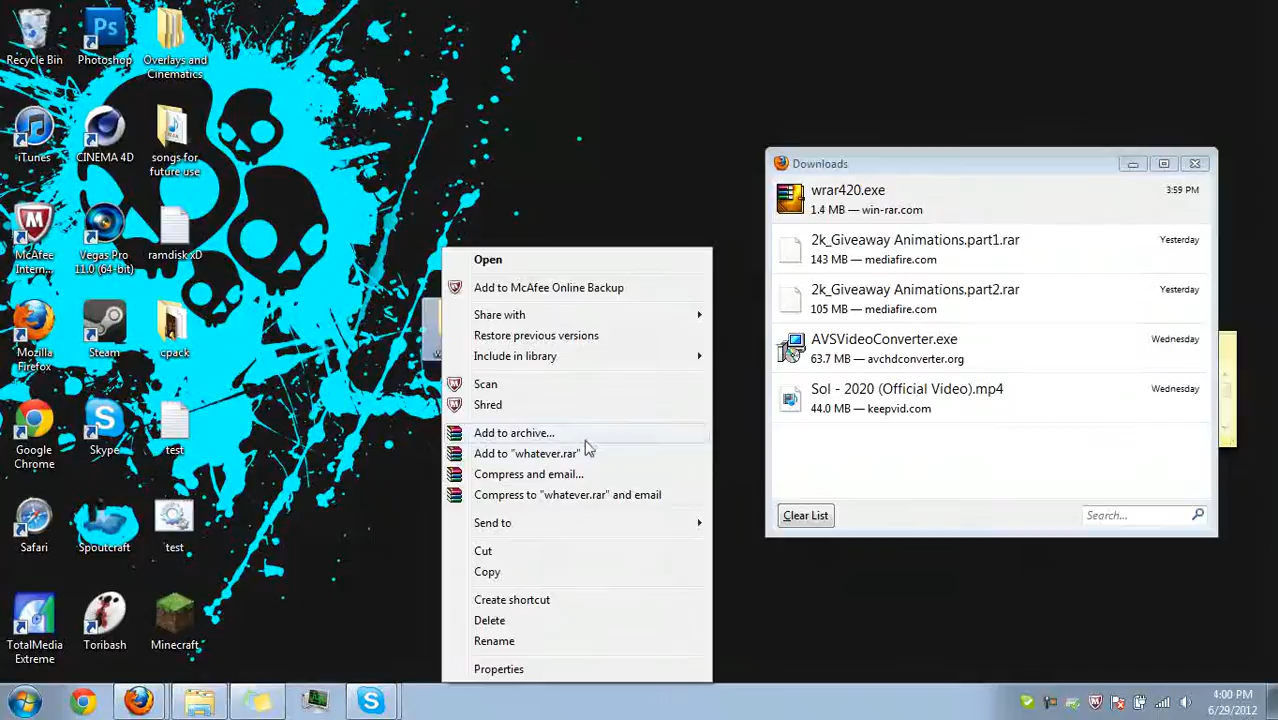 Recycle Bin
Photoshop
Overlays and
Cinematics
iTunes
CINEMA 4D
songs for
future use
McAfee
Intern...
Vegas Pro
11.0 (64-bit)
ramdisk xD
Mozilla
Firefox
Steam
cpack
Google
Chrome
Skype
test
Safari
Spoutcraft
test
TotalMedia
Extreme
Toribash
Minecraft
Open
Add to McAfee Online Backup
Share with
Restore previous versions
Include in library
Scan
Shred
Add to archive...
Add to "whatever.rar"
Compress and email...
Compress to "whatever.rar" and email
Send to
Cut
Copy
Create shortcut
Delete
Rename
Properties
Downloads
wrar420.exe
3:59 PM
1.4 MB — win-rar.com
2k_Giveaway Animations.part1.rar
Yesterday
143 MB — mediafire.com
2k_Giveaway Animations.part2.rar
Yesterday
105 MB — mediafire.com
AVSVideoConverter.exe
Wednesday
63.7 MB — avchdconverter.org
Sol - 2020 (Official Video).mp4
Wednesday
44.0 MB — keepvid.com
Clear List
Search...
4:00 PM
6/29/2012